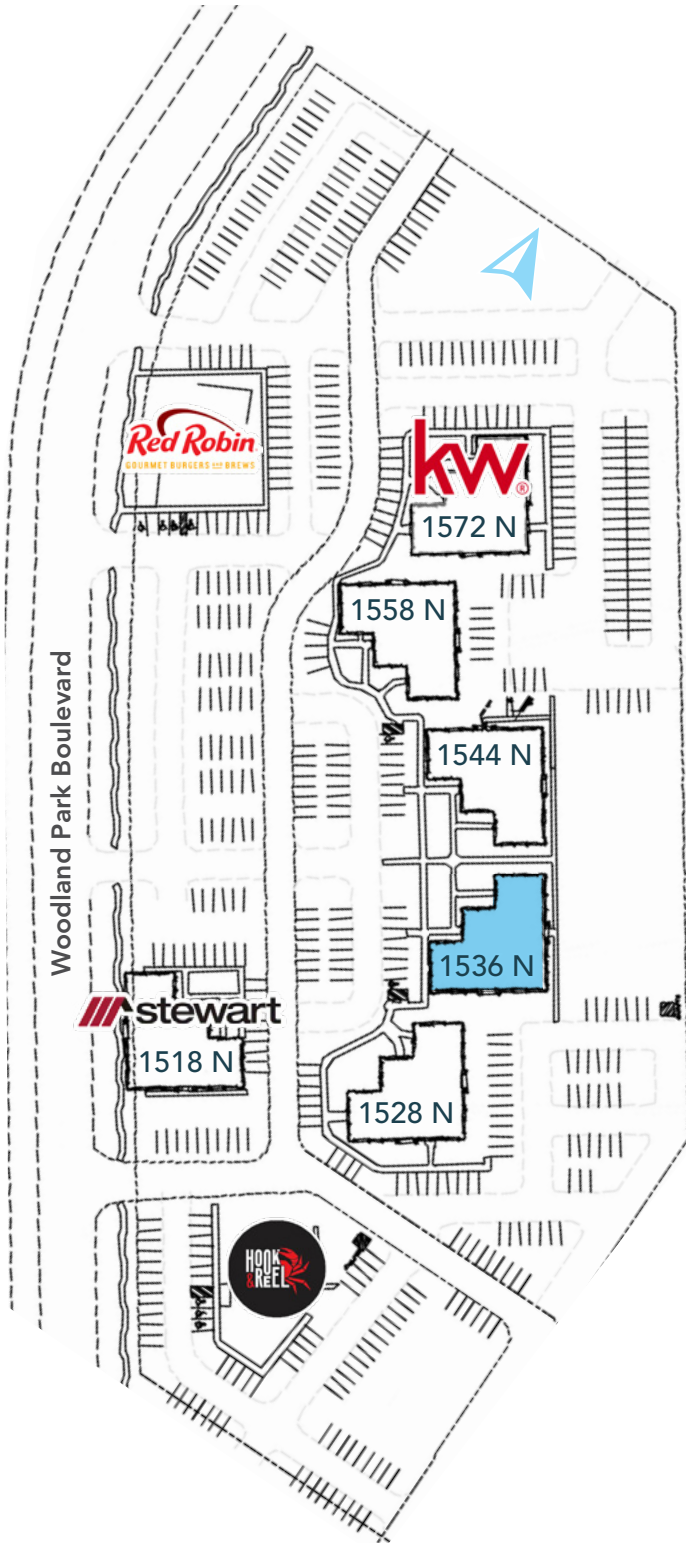 Red Robin
GOURMET BURGERS AND BREWS
kw
®
1572 N
1558 N
1544 N
Woodland Park Boulevard
1536 N
stewart
1518 N
1528 N
HOOK
& REEL